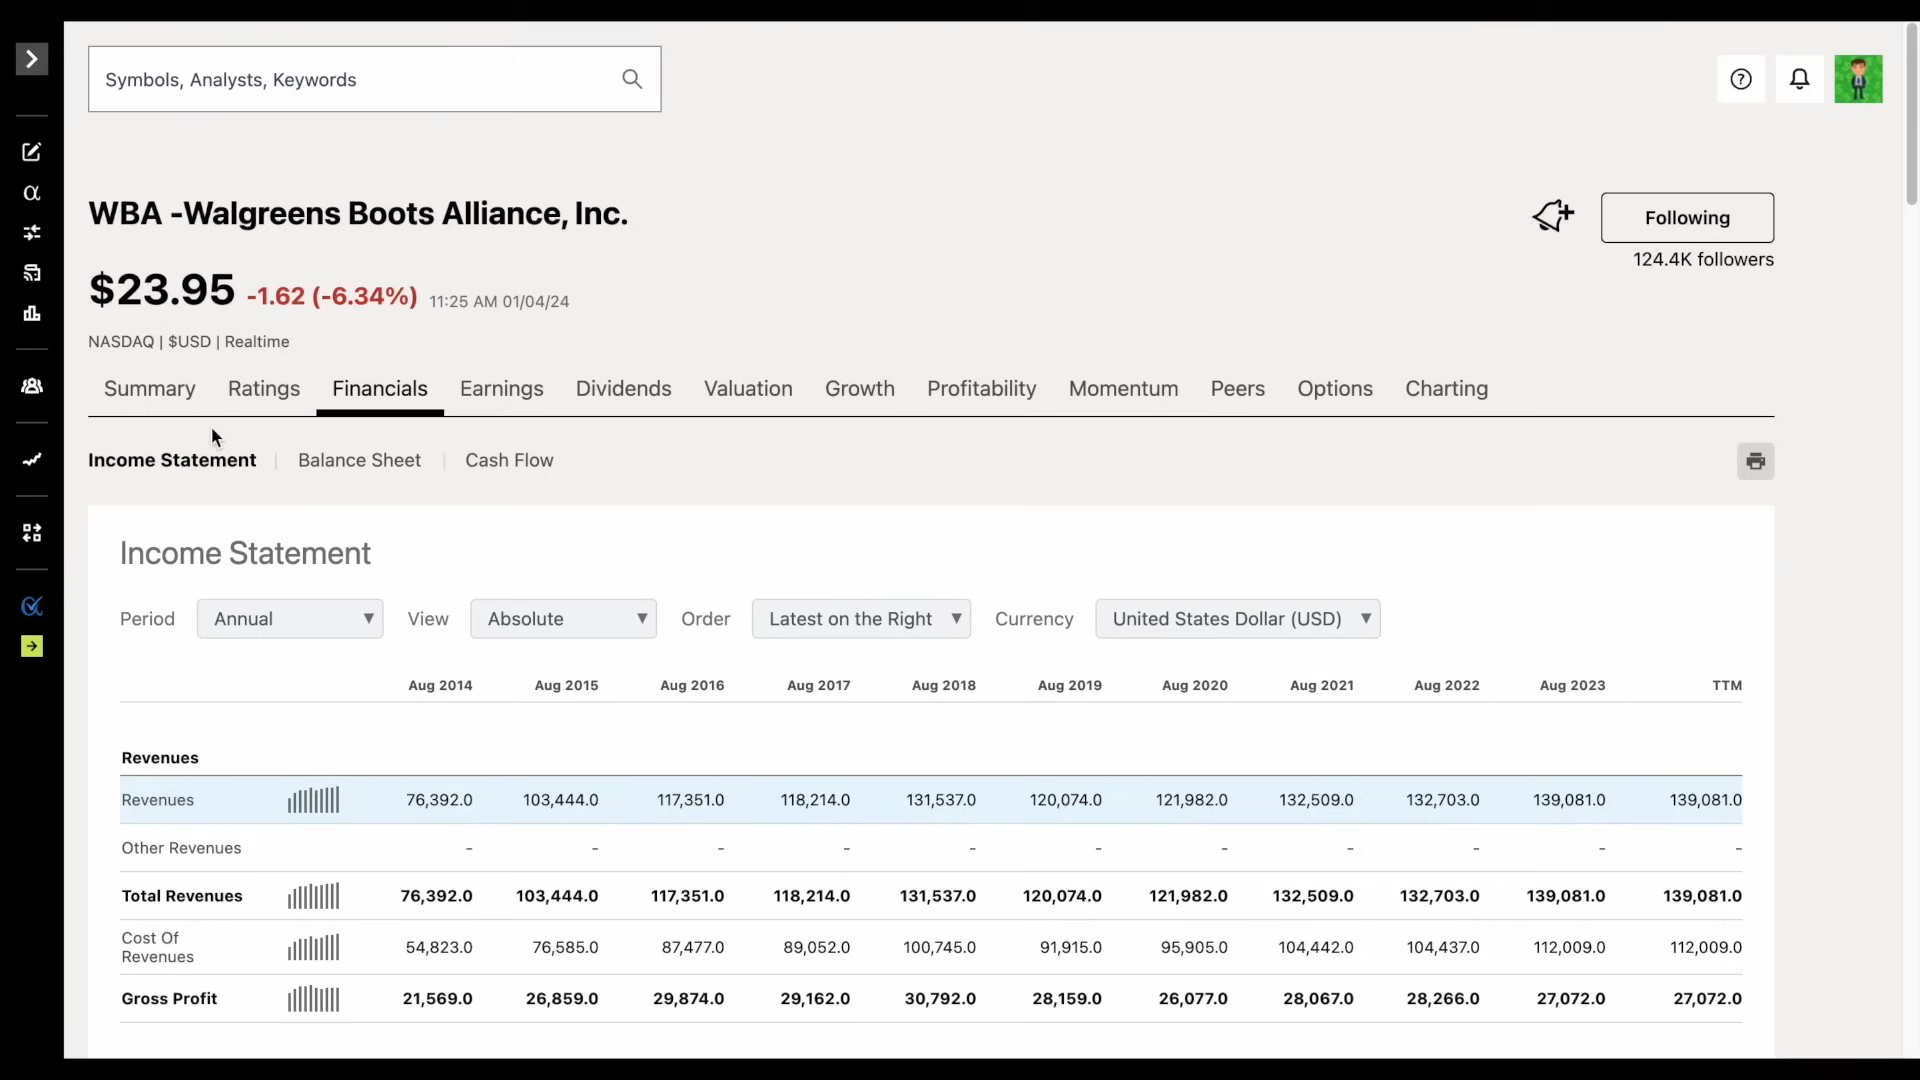 Symbols, Analysts, Keywords
WBA -Walgreens Boots Alliance, Inc.
Following
124.4K followers
$23.95 -1.62 (-6.34%) 11:25 AM 01/04/24
NASDAQ | $USD | Realtime
Summary Ratings Financials Earnings Dividends Valuation Growth Profitability Momentum Peers Options Charting
Income Statement | Balance Sheet | Cash Flow
Income Statement
Period Annual View Absolute Order Latest on the Right Currency United States Dollar (USD)
Aug 2014 Aug 2015 Aug 2016 Aug 2017 Aug 2018 Aug 2019 Aug 2020 Aug 2021 Aug 2022 Aug 2023 TTM
Revenues
Revenues 76,392.0 103,444.0 117,351.0 118,214.0 131,537.0 120,074.0 121,982.0 132,509.0 132,703.0 139,081.0 139,081.0
Other Revenues - - - - - - - - - - -
Total Revenues 76,392.0 103,444.0 117,351.0 118,214.0 131,537.0 120,074.0 121,982.0 132,509.0 132,703.0 139,081.0 139,081.0
Cost Of
Revenues 54,823.0 76,585.0 87,477.0 89,052.0 100,745.0 91,915.0 95,905.0 104,442.0 104,437.0 112,009.0 112,009.0
Gross Profit 21,569.0 26,859.0 29,874.0 29,162.0 30,792.0 28,159.0 26,077.0 28,067.0 28,266.0 27,072.0 27,072.0